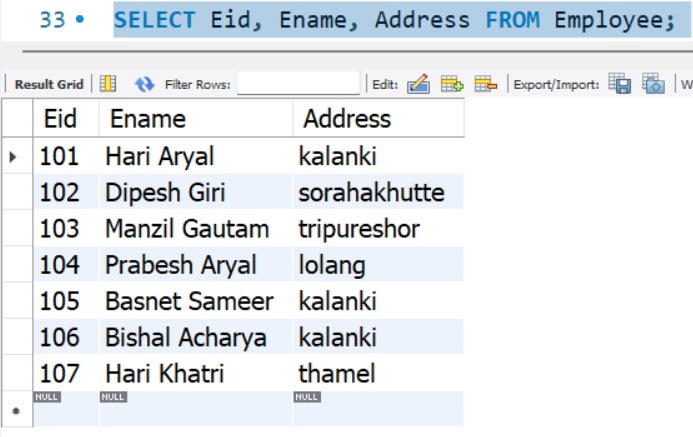 33 SELECT Eid, Ename, Address FROM Employee;
Result Grid Filter Rows: Edit: Export/Import: W
Eid Ename Address
101 Hari Aryal kalanki
102 Dipesh Giri sorahakhutte
103 Manzil Gautam tripureshor
104 Prabesh Aryal lolang
105 Basnet Sameer kalanki
106 Bishal Acharya kalanki
107 Hari Khatri thamel
NULL NULL NULL